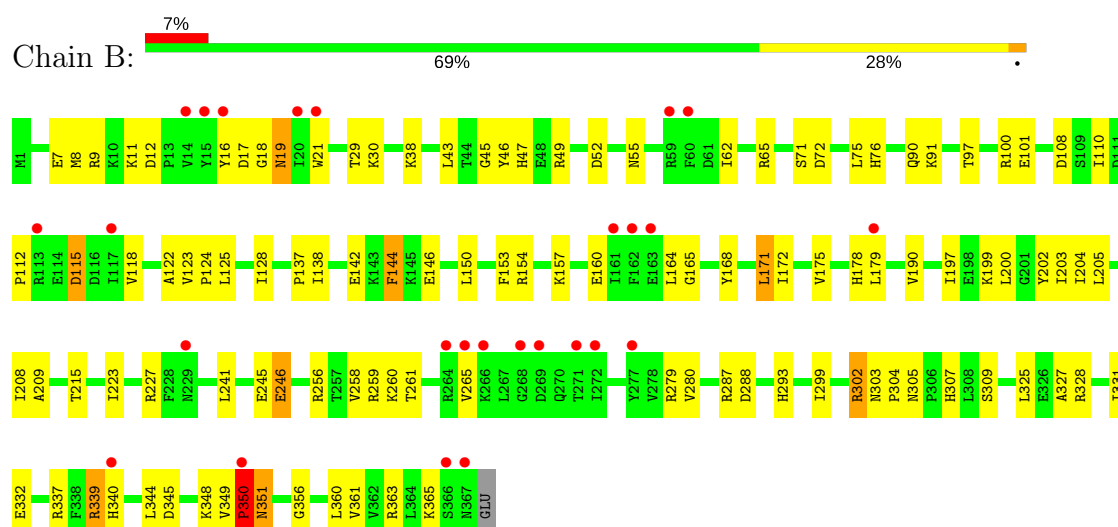 7%
Chain B:
69% 28% •
M1 E7 M8 R9 K10 K11 D12 P13 V14 Y15 Y16 D17 G18 N19 I20 W21 T29 K30 K38 L43 T44 G45 Y46 H47 E48 R49 D52 N55 R59 F60 D61 I62 R65 S71 D72 L75 H76 Q90 K91 T97 R100 E101 D108 S109 I110 D111
P112 R113 E114 D115 D116 I117 V118 A122 V123 P124 L125 I128 P137 I138 E142 K143 F144 K145 E146 L150 F153 R154 K157 E160 I161 F162 E163 L164 G165 Y168 L171 I172 V175 H178 L179 V190 I197 E198 K199 L200 G201 Y202 I203 I204 L205
I208 A209 T215 I223 R227 F228 N229 L241 E245 E246 R256 T257 V258 R259 K260 T261 R264 V265 K266 L267 G268 D269 Q270 T271 I272 Y277 V278 R279 V280 R287 D288 H293 I299 R302 N303 P304 N305 P306 H307 L308 S309 L325 E326 A327 R328 I331
E332 R337 F338 R339 H340 L344 D345 K348 V349 P350 N351 G356 L360 V361 V362 R363 L364 K365 S366 N367 GLU